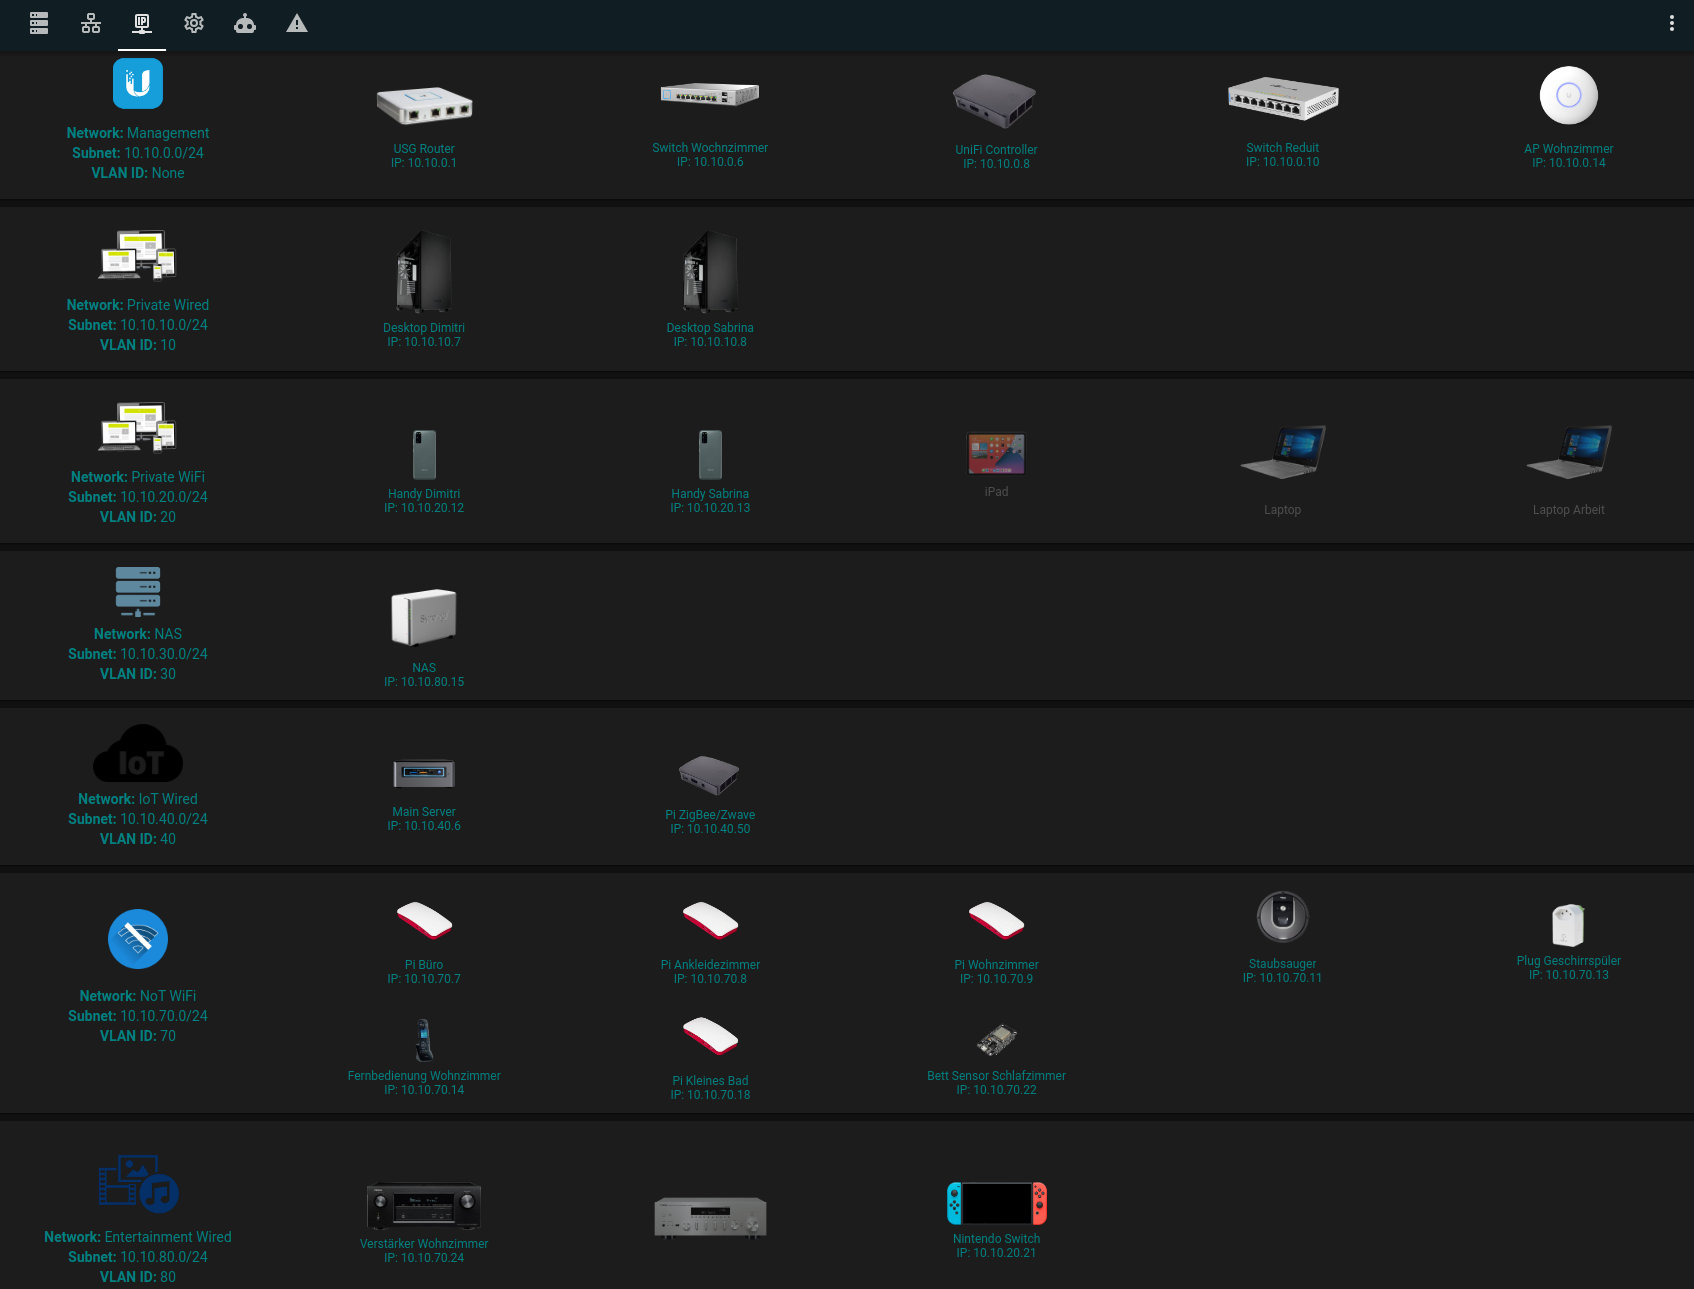 IP
Network: Management
Subnet: 10.10.0.0/24
VLAN ID: None
USG Router
IP: 10.10.0.1
Switch Wochnzimmer
IP: 10.10.0.6
UniFi Controller
IP: 10.10.0.8
Switch Reduit
IP: 10.10.0.10
AP Wohnzimmer
IP: 10.10.0.14
Network: Private Wired
Subnet: 10.10.10.0/24
VLAN ID: 10
Desktop Dimitri
IP: 10.10.10.7
Desktop Sabrina
IP: 10.10.10.8
Network: Private WiFi
Subnet: 10.10.20.0/24
VLAN ID: 20
Handy Dimitri
IP: 10.10.20.12
Handy Sabrina
IP: 10.10.20.13
iPad
Laptop
Laptop Arbeit
Network: NAS
Subnet: 10.10.30.0/24
VLAN ID: 30
NAS
IP: 10.10.80.15
IoT
Network: IoT Wired
Subnet: 10.10.40.0/24
VLAN ID: 40
Main Server
IP: 10.10.40.6
Pi ZigBee/Zwave
IP: 10.10.40.50
Network: NoT WiFi
Subnet: 10.10.70.0/24
VLAN ID: 70
Pi Büro
IP: 10.10.70.7
Pi Ankleidezimmer
IP: 10.10.70.8
Pi Wohnzimmer
IP: 10.10.70.9
Staubsauger
IP: 10.10.70.11
Plug Geschirrspüler
IP: 10.10.70.13
Fernbedienung Wohnzimmer
IP: 10.10.70.14
Pi Kleines Bad
IP: 10.10.70.18
Bett Sensor Schlafzimmer
IP: 10.10.70.22
Network: Entertainment Wired
Subnet: 10.10.80.0/24
VLAN ID: 80
Verstärker Wohnzimmer
IP: 10.10.70.24
Nintendo Switch
IP: 10.10.20.21